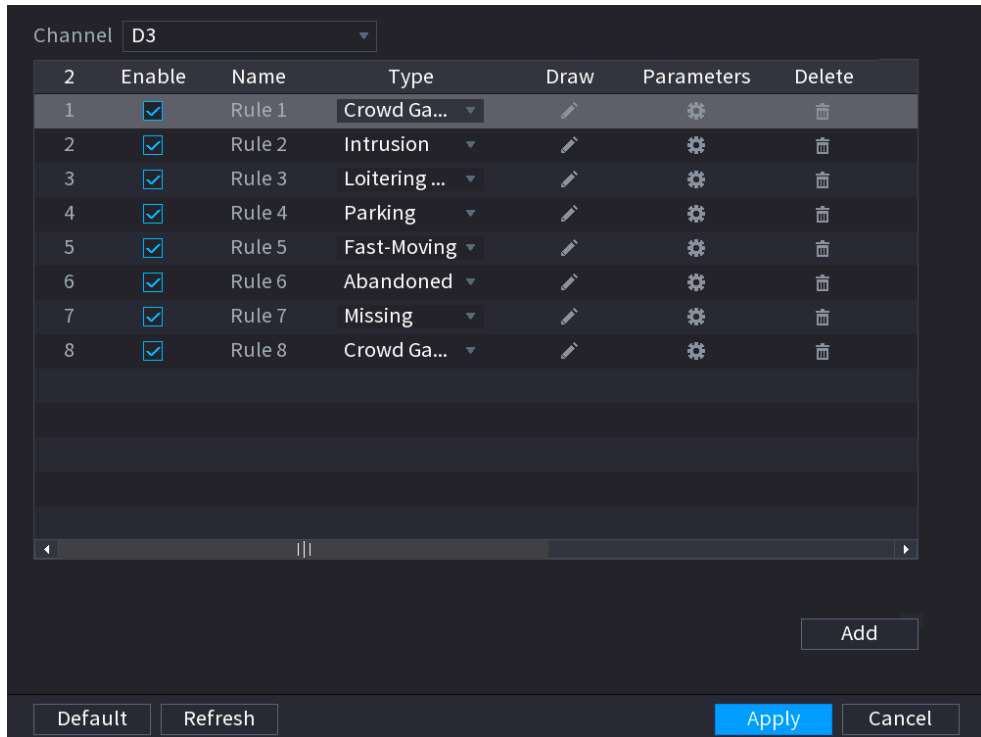 Channel D3
2 Enable Name Type Draw Parameters Delete
1 Rule 1 Crowd Ga...
2 Rule 2 Intrusion
3 Rule 3 Loitering ...
4 Rule 4 Parking
5 Rule 5 Fast-Moving
6 Rule 6 Abandoned
7 Rule 7 Missing
8 Rule 8 Crowd Ga...
Add
Default Refresh Apply Cancel